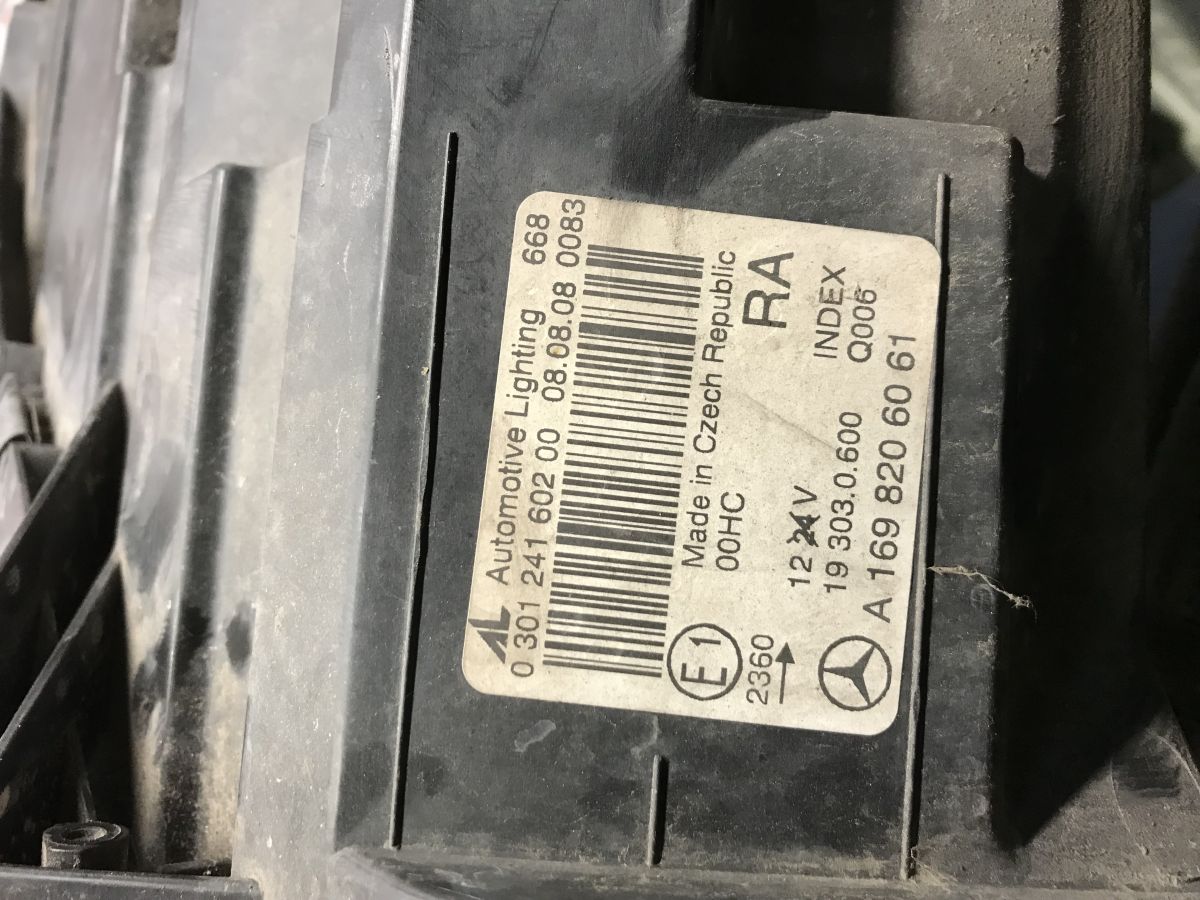 AL Automotive Lighting 668
0 301 241 602 00 08.08.08 0083
Made in Czech Republic
E1 00HC RA
2360
12 24 V INDEX
19 303.0.600 Q006
A 169 820 60 61